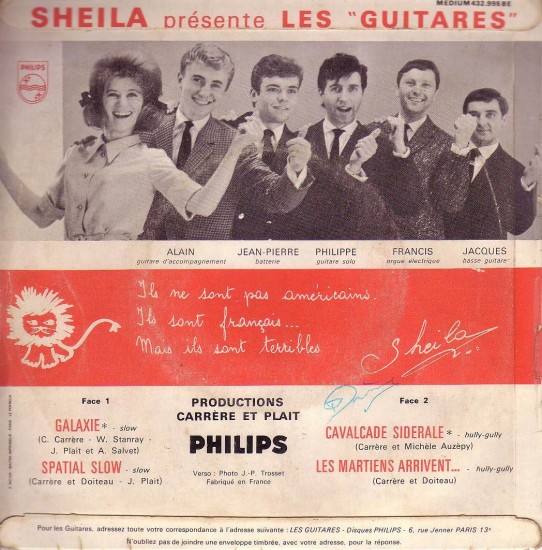 MEDIUM 432.995 BE
SHEILA présente LES "GUITARES"
PHILIPS
ALAIN JEAN-PIERRE PHILIPPE FRANCIS JACQUES
guitare d'accompagnement batterie guitare solo orgue électrique basse guitare
Ils ne sont pas américains.
Ils sont français...
Mais ils sont terribles
Sheila
Face 1
GALAXIE* - slow
(C. Carrère - W. Stanray -
J. Plait et A. Salvet)
SPATIAL SLOW - slow
(Carrère et Doiteau - J. Plait)
PRODUCTIONS
CARRÈRE ET PLAIT
PHILIPS
Verso : Photo J.-P. Trosset
Fabriqué en France
Face 2
CAVALCADE SIDERALE* - hully-gully
(Carrère et Michèle Auzépy)
LES MARTIENS ARRIVENT... - hully-gully
(Carrère et Doiteau)
Pour les Guitares, adressez toute votre correspondance à l'adresse suivante : LES GUITARES - Disques PHILIPS - 6, rue Jenner PARIS 13e
N'oubliez pas de joindre une enveloppe timbrée, avec votre adresse, pour la réponse.